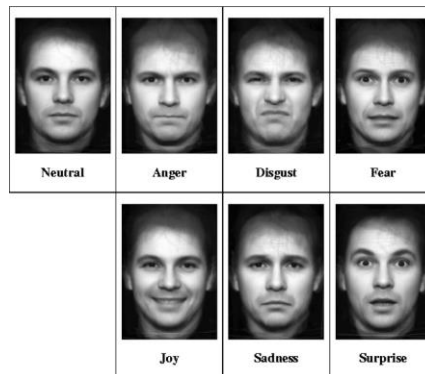 Neutral
Anger
Disgust
Fear
Joy
Sadness
Surprise